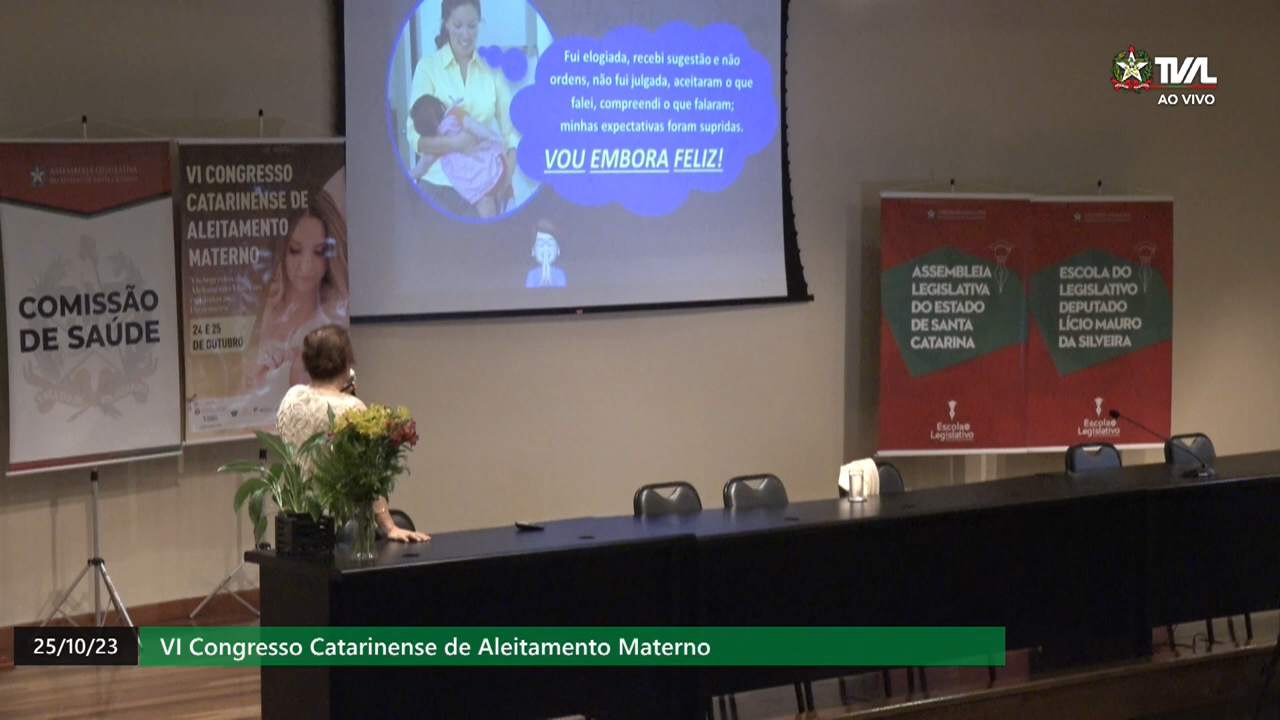 Fui elogiada, recebi sugestão e não
ordens, não fui julgada, aceitaram o que
falei, compreendi o que falaram;
minhas expectativas foram supridas.
VOU EMBORA FELIZ!
TVAL
AO VIVO
ASSEMBLEIA LEGISLATIVA
COMISSÃO
DE SAÚDE
VI CONGRESSO
CATARINENSE DE
ALEITAMENTO
MATERNO
24 E 25
DE OUTUBRO
ASSEMBLEIA
LEGISLATIVA
DO ESTADO
DE SANTA
CATARINA
Escola
Legislativo
ESCOLA DO
LEGISLATIVO
DEPUTADO
LÍCIO MAURO
DA SILVEIRA
Escola
Legislativo
25/10/23
VI Congresso Catarinense de Aleitamento Materno